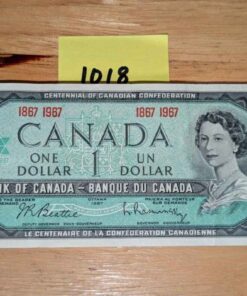 1018
CENTENNIAL OF CANADIAN CONFEDERATION
1867 1967 1867 1967
CANADA
ONE 1 UN
DOLLAR DOLLAR
K OF CANADA - BANQUE DU CANADA
OTTAWA
1967
LE CENTENAIRE DE LA CONFÉDÉRATION CANADIENNE